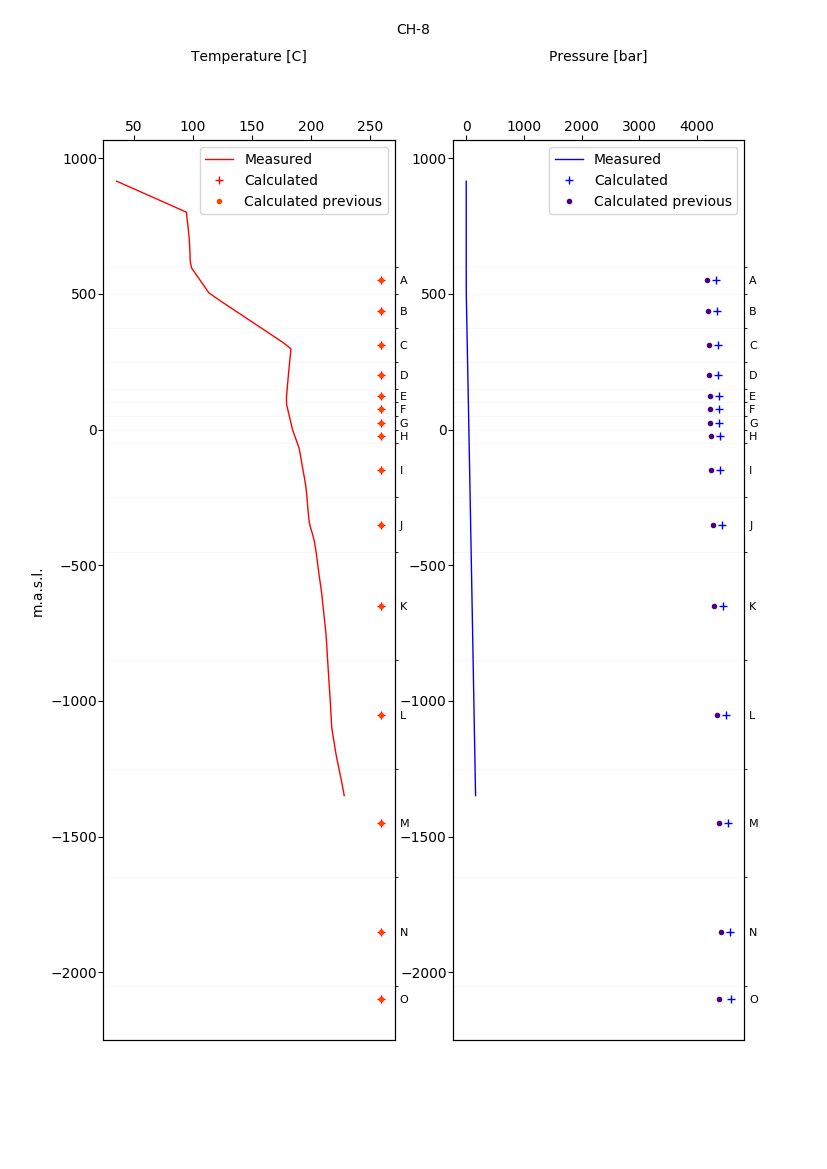 CH-8
Temperature [C]
Pressure [bar]
50 100 150 200 250
0 1000 2000 3000 4000
Measured
Calculated
Calculated previous
Measured
Calculated
Calculated previous
m.a.s.l.
1000
500
0
−500
−1000
−1500
−2000
A
B
C
D
E
F
G
H
I
J
K
L
M
N
O
1000
500
0
−500
−1000
−1500
−2000
A
B
C
D
E
F
G
H
I
J
K
L
M
N
O